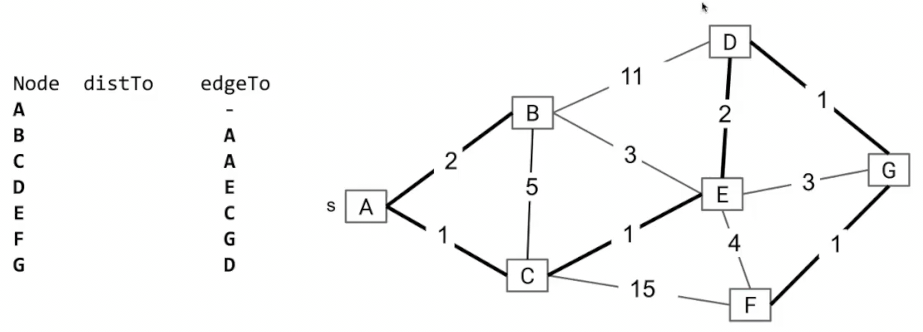 Node distTo edgeTo
A -
B A
C A
D E
E C
F G
G D
D
11
1
B
2
2
3
G
5
3
E
s A
1
1
4
1
C
15
F